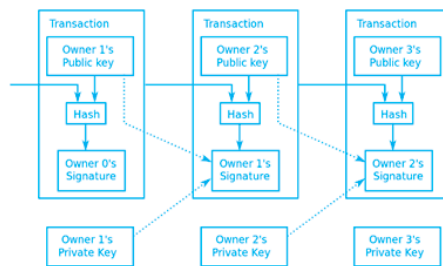 Transaction
Owner 1's
Public key
Hash
Owner 0's
Signature
Owner 1's
Private Key
Transaction
Owner 2's
Public key
Hash
Owner 1's
Signature
Owner 2's
Private Key
Transaction
Owner 3's
Public key
Hash
Owner 2's
Signature
Owner 3's
Private Key